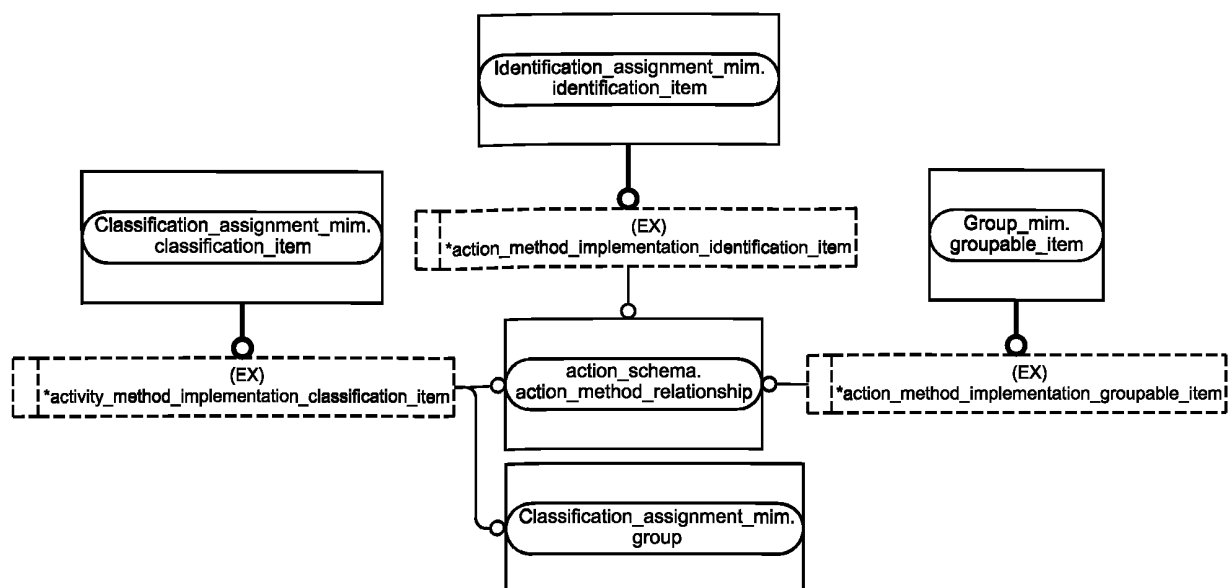 Identification_assignment_mim.
identification_item
Classification_assignment_mim.
classification_item
(EX)
*action_method_implementation_identification_item
Group_mim.
groupable_item
(EX)
*activity_method_implementation_classification_item
action_schema.
action_method_relationship
(EX)
*action_method_implementation_groupable_item
Classification_assignment_mim.
group